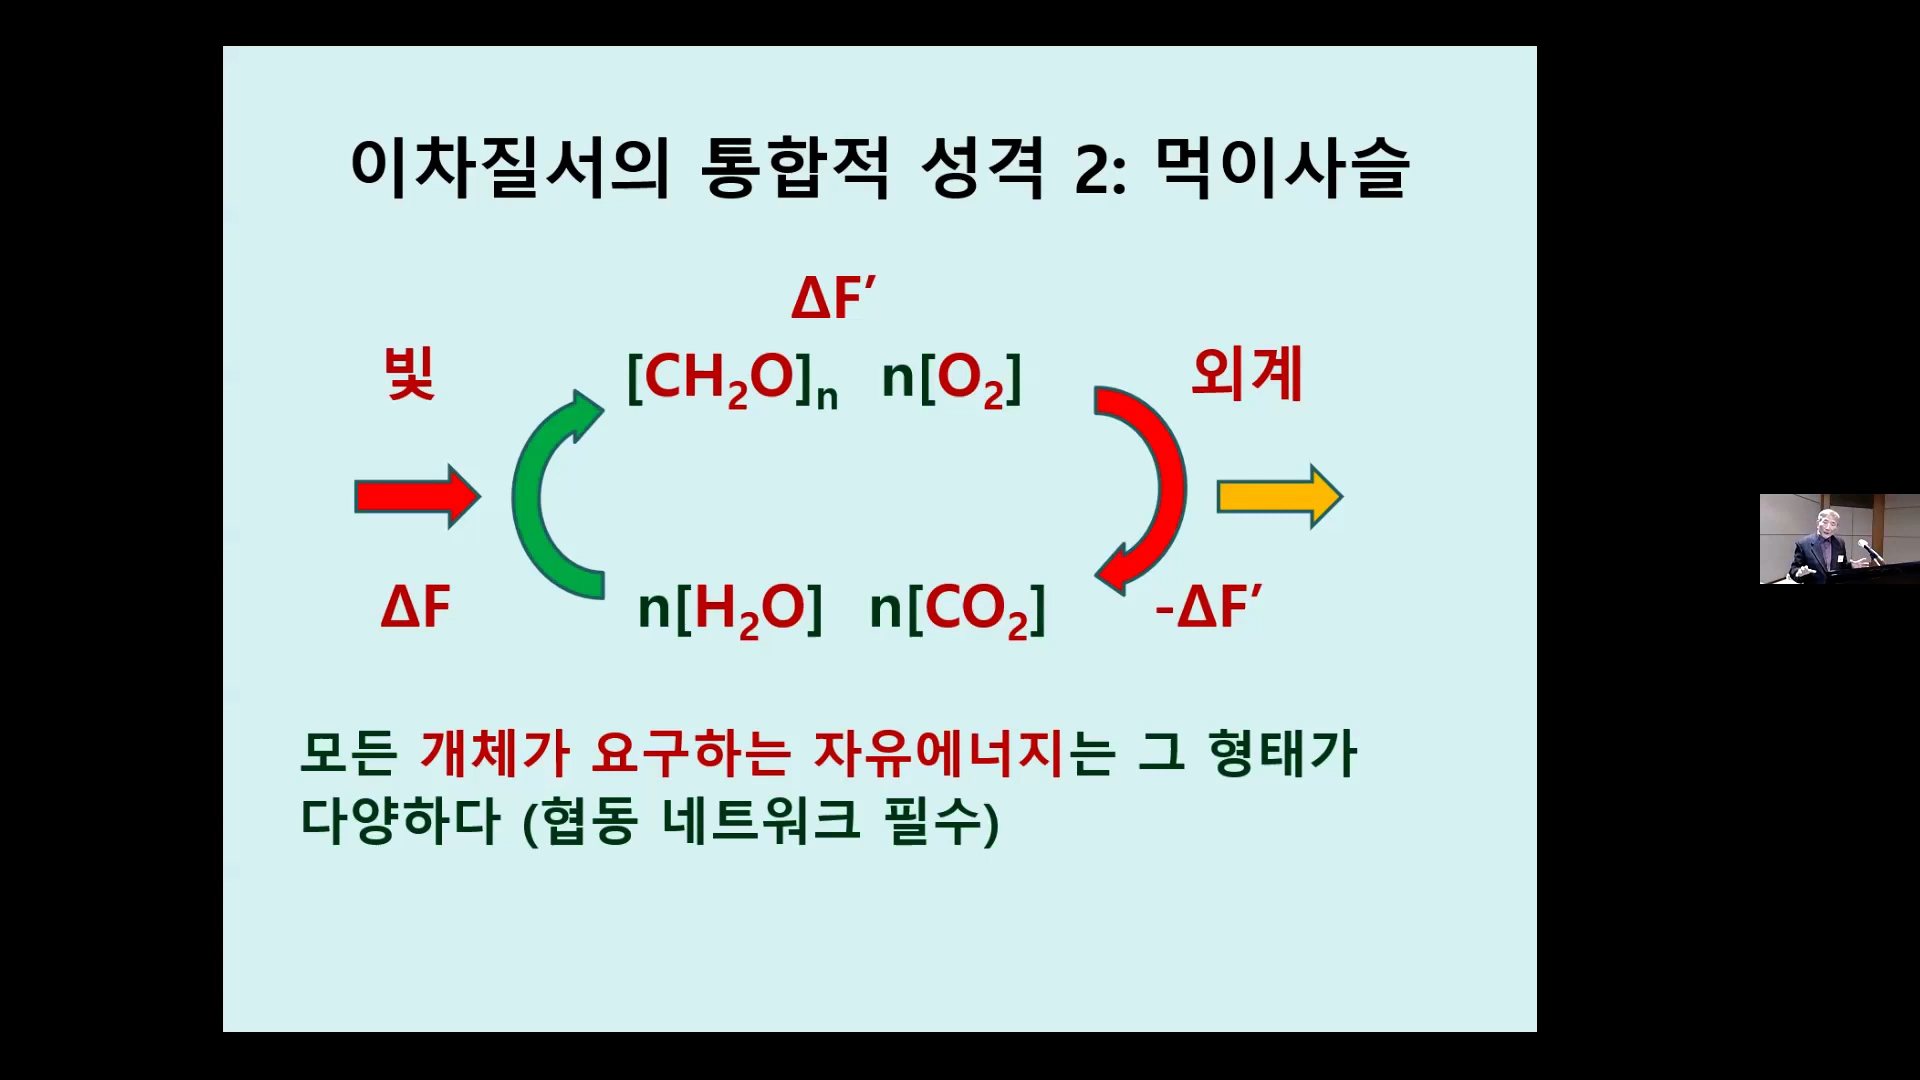 이차질서의 통합적 성격 2: 먹이사슬
ΔF′
빛 [CH₂O]ₙ n[O₂] 외계
ΔF n[H₂O] n[CO₂] -ΔF′
모든 개체가 요구하는 자유에너지는 그 형태가
다양하다 (협동 네트워크 필수)